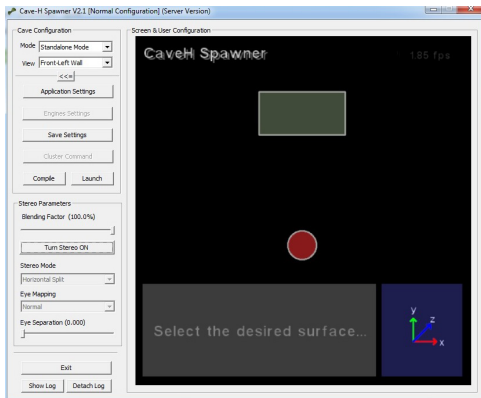 Cave-H Spawner V2.1 [Normal Configuration] (Server Version)
Cave Configuration
Mode Standalone Mode
View Front-Left Wall
<<=
Application Settings
Engines Settings
Save Settings
Cluster Command
Compile Launch
Stereo Parameters
Blending Factor (100.0%)
Turn Stereo ON
Stereo Mode
Horizontal Split
Eye Mapping
Normal
Eye Separation (0.000)
Exit
Show Log Detach Log
Screen & User Configuration
CaveH Spawner
185 fps
Select the desired surface...
y
z
x